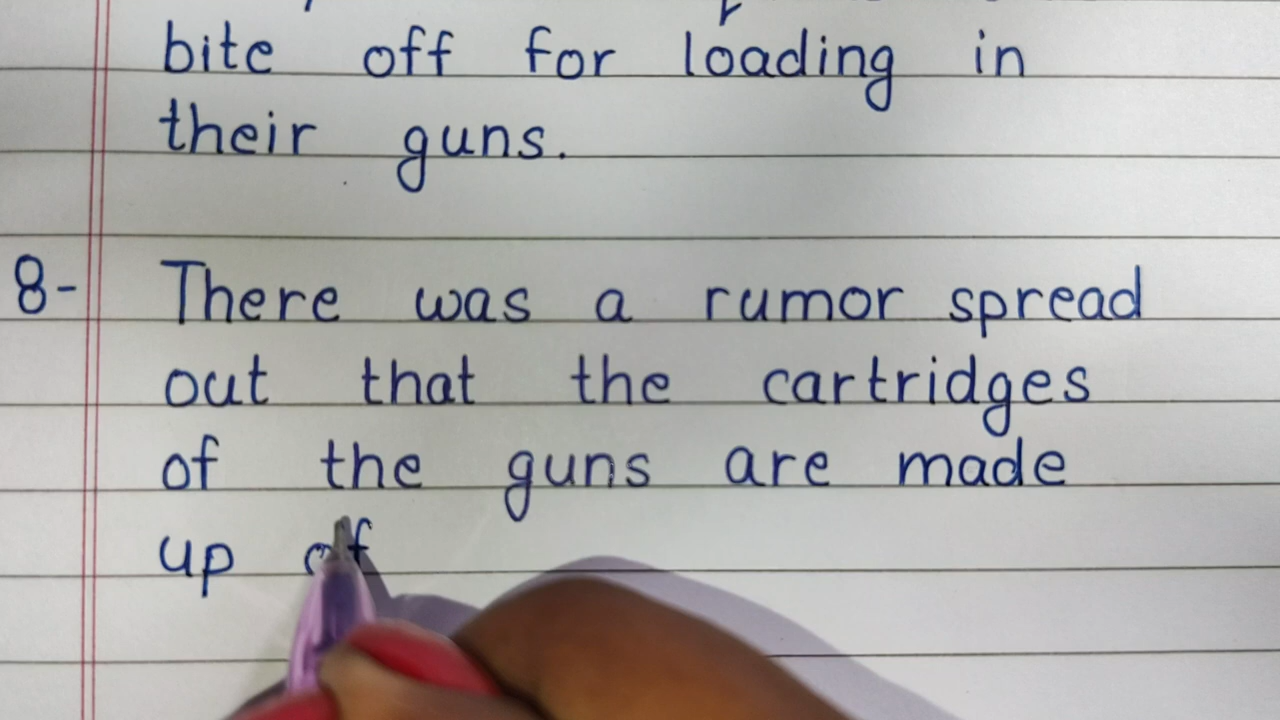 bite off for loading in
their guns.
8- There was a rumor spread
out that the cartridges
of the guns are made
up of